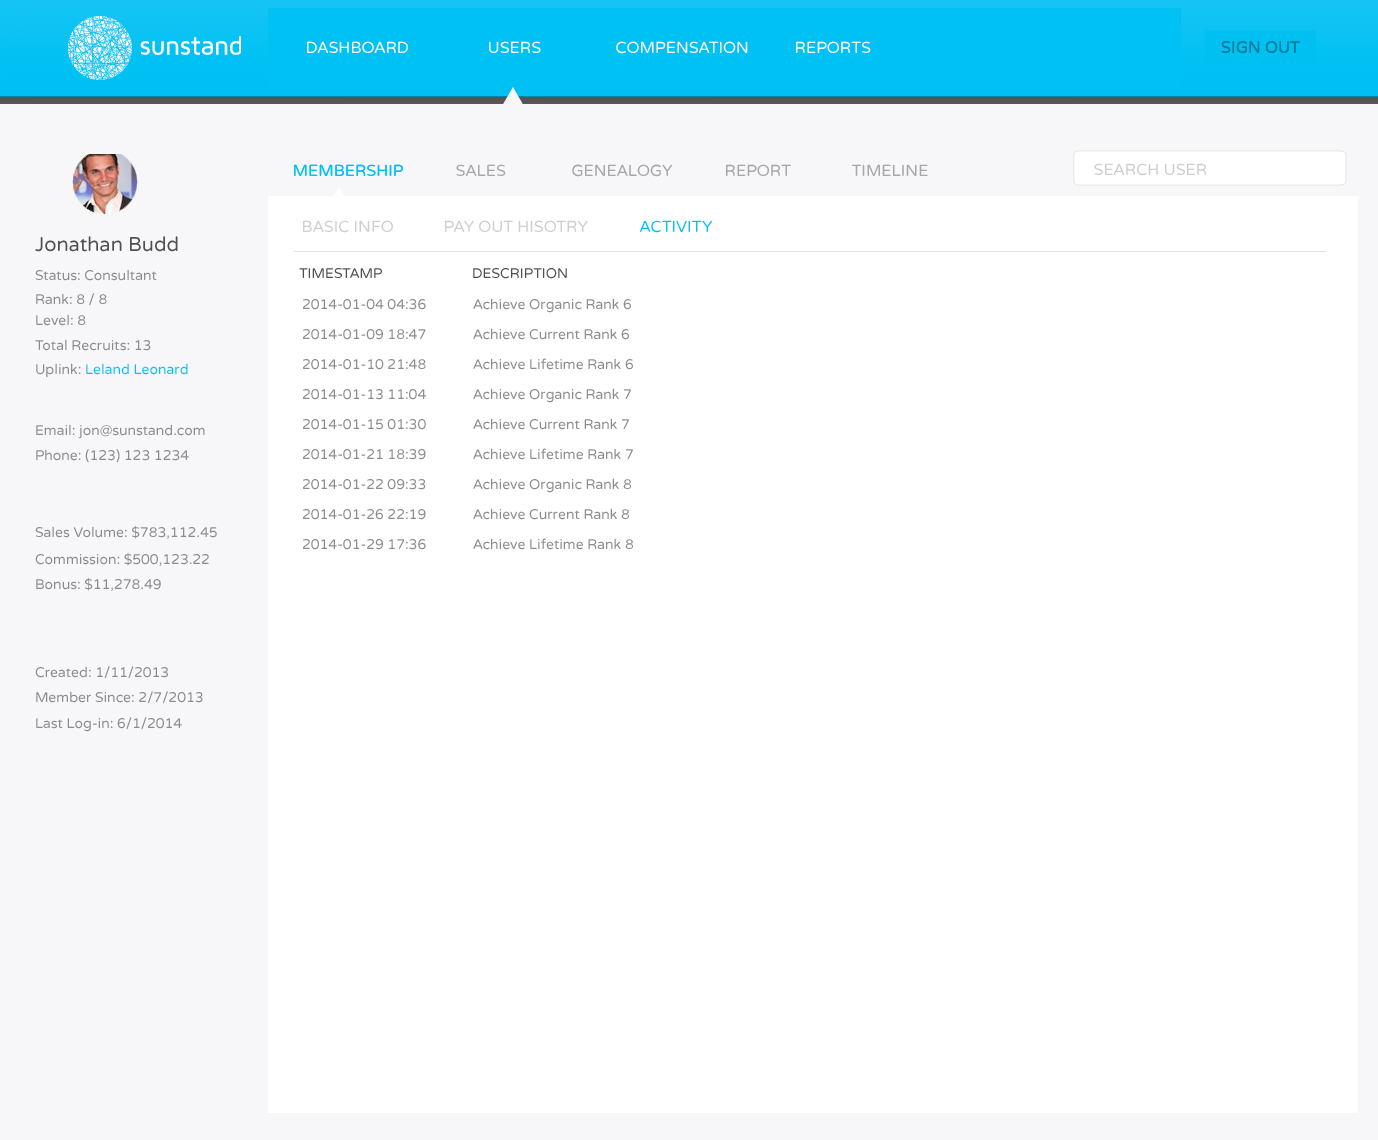 sunstand
DASHBOARD USERS COMPENSATION REPORTS SIGN OUT
MEMBERSHIP SALES GENEALOGY REPORT TIMELINE SEARCH USER
BASIC INFO PAY OUT HISOTRY ACTIVITY
Jonathan Budd
Status: Consultant
Rank: 8 / 8
Level: 8
Total Recruits: 13
Uplink: Leland Leonard
Email: jon@sunstand.com
Phone: (123) 123 1234
Sales Volume: $783,112.45
Commission: $500,123.22
Bonus: $11,278.49
Created: 1/11/2013
Member Since: 2/7/2013
Last Log-in: 6/1/2014
TIMESTAMP DESCRIPTION
2014-01-04 04:36 Achieve Organic Rank 6
2014-01-09 18:47 Achieve Current Rank 6
2014-01-10 21:48 Achieve Lifetime Rank 6
2014-01-13 11:04 Achieve Organic Rank 7
2014-01-15 01:30 Achieve Current Rank 7
2014-01-21 18:39 Achieve Lifetime Rank 7
2014-01-22 09:33 Achieve Organic Rank 8
2014-01-26 22:19 Achieve Current Rank 8
2014-01-29 17:36 Achieve Lifetime Rank 8